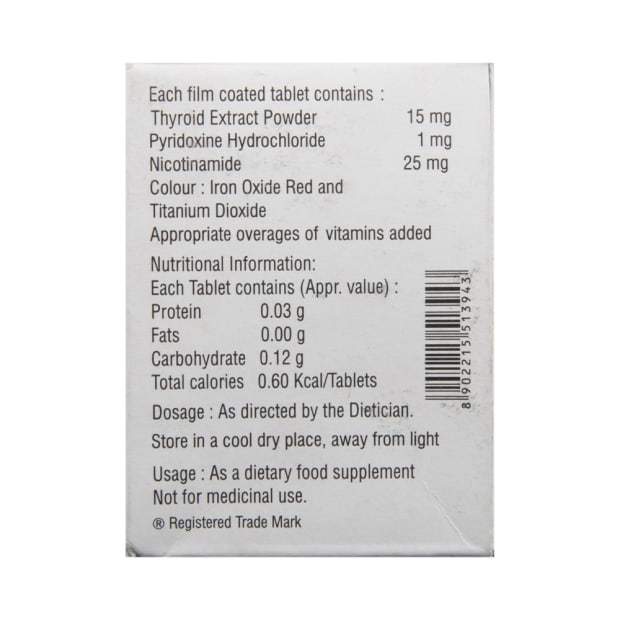 Each film coated tablet contains :
Thyroid Extract Powder 15 mg
Pyridoxine Hydrochloride 1 mg
Nicotinamide 25 mg
Colour : Iron Oxide Red and
Titanium Dioxide
Appropriate overages of vitamins added
Nutritional Information:
Each Tablet contains (Appr. value) :
Protein 0.03 g
Fats 0.00 g
Carbohydrate 0.12 g
Total calories 0.60 Kcal/Tablets
Dosage : As directed by the Dietician.
Store in a cool dry place, away from light
Usage : As a dietary food supplement
Not for medicinal use.
® Registered Trade Mark
8 902215 513943